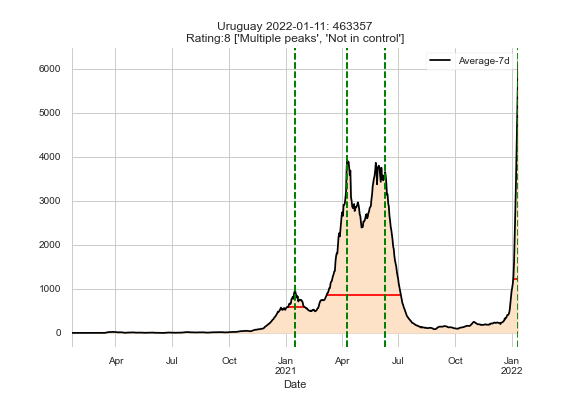 Uruguay 2022-01-11: 463357
Rating:8 ['Multiple peaks', 'Not in control']
Average-7d
6000
5000
4000
3000
2000
1000
0
Apr Jul Oct Jan Apr Jul Oct Jan
2021 2022
Date